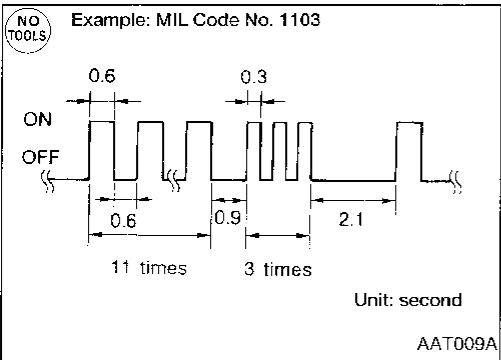 NO
TOOLS
Example: MIL Code No. 1103
0.6
0.3
ON
OFF
0.6
0.9
2.1
11 times
3 times
Unit: second
AAT009A